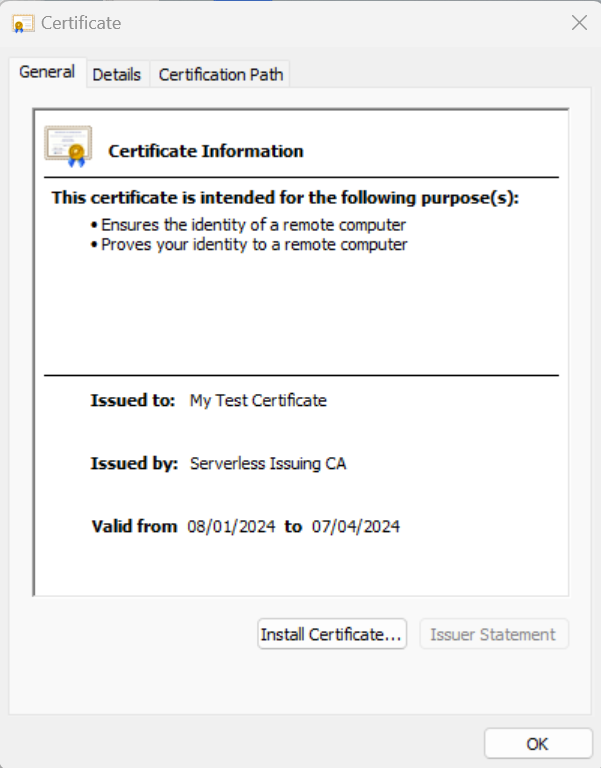 Certificate
General Details Certification Path
Certificate Information
This certificate is intended for the following purpose(s):
• Ensures the identity of a remote computer
• Proves your identity to a remote computer
Issued to: My Test Certificate
Issued by: Serverless Issuing CA
Valid from 08/01/2024 to 07/04/2024
Install Certificate... Issuer Statement
OK